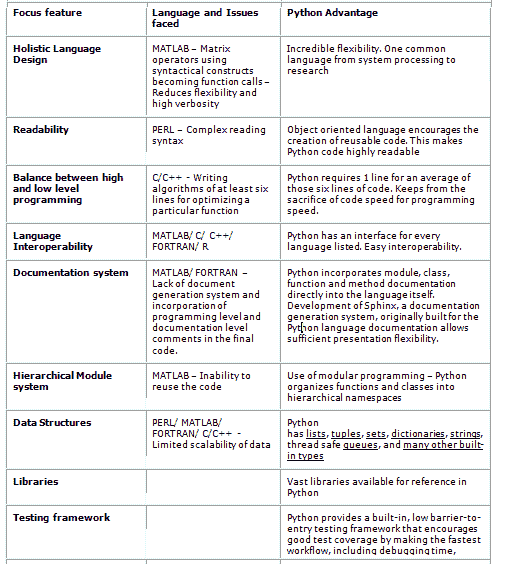 Focus feature
Language and Issues
faced
Python Advantage
Holistic Language
Design
MATLAB – Matrix
operators using
syntactical constructs
becoming function calls –
Reduces flexibility and
high verbosity
Incredible flexibility. One common
language from system processing to
research
Readability
PERL – Complex reading
syntax
Object oriented language encourages the
creation of reusable code. This makes
Python code highly readable
Balance between high
and low level
programming
C/C++ - Writing
algorithms of at least six
lines for optimizing a
particular function
Python requires 1 line for an average of
those six lines of code. Keeps from the
sacrifice of code speed for programming
speed.
Language
Interoperability
MATLAB/ C/ C++/
FORTRAN/ R
Python has an interface for every
language listed. Easy interoperability.
Documentation system
MATLAB/ FORTRAN –
Lack of document
generation system and
incorporation of
programming level and
documentation level
comments in the final
code.
Python incorporates module, class,
function and method documentation
directly into the language itself.
Development of Sphinx, a documentation
generation system, originally built for the
Python language documentation allows
sufficient presentation flexibility.
Hierarchical Module
system
MATLAB – Inability to
reuse the code
Use of modular programming – Python
organizes functions and classes into
hierarchical namespaces
Data Structures
PERL/ MATLAB/
FORTRAN/ C/C++ -
Limited scalability of data
Python
has lists, tuples, sets, dictionaries, strings,
thread safe queues, and many other built-
in types
Libraries
Vast libraries available for reference in
Python
Testing framework
Python provides a built-in, low barrier-to-
entry testing framework that encourages
good test coverage by making the fastest
workflow, including debugging time,